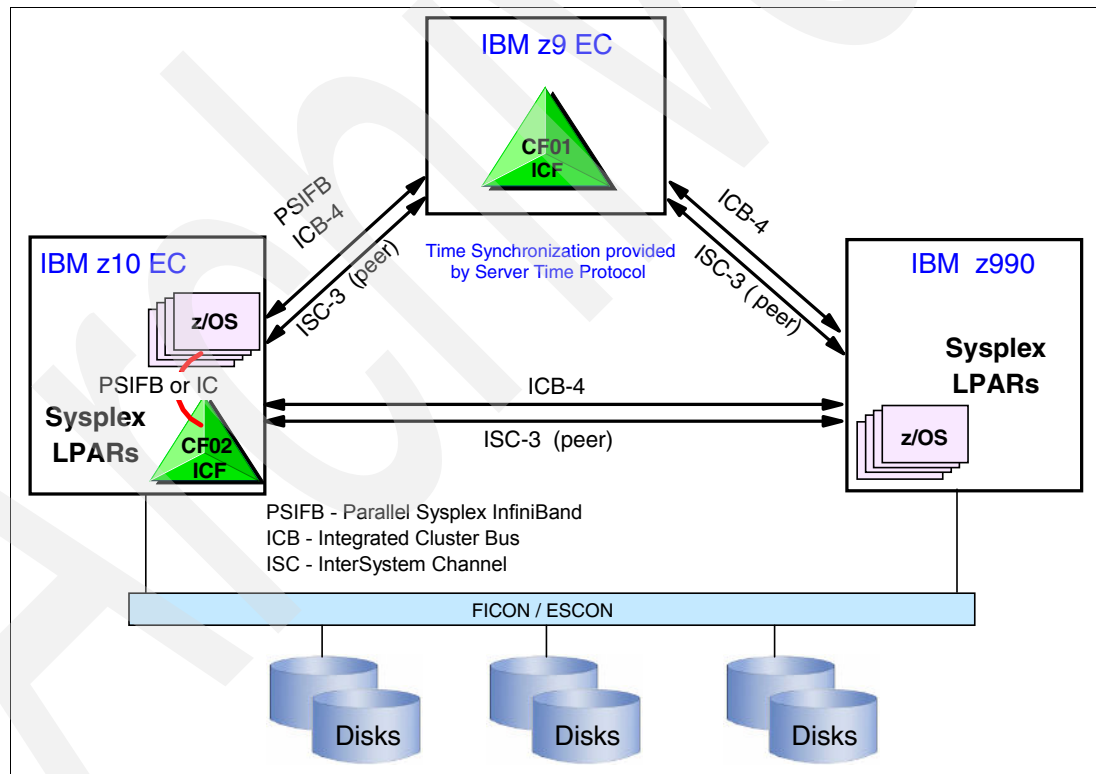 IBM z9 EC
CF01
ICF
PSIFB
ICB-4
ISC-3 (peer)
ICB-4
ISC-3 (peer)
Time Synchronization provided
by Server Time Protocol
IBM z10 EC
z/OS
PSIFB or IC
Sysplex
LPARs
CF02
ICF
ICB-4
ISC-3 (peer)
IBM z990
Sysplex
LPARs
z/OS
PSIFB - Parallel Sysplex InfiniBand
ICB - Integrated Cluster Bus
ISC - InterSystem Channel
FICON / ESCON
Disks
Disks
Disks